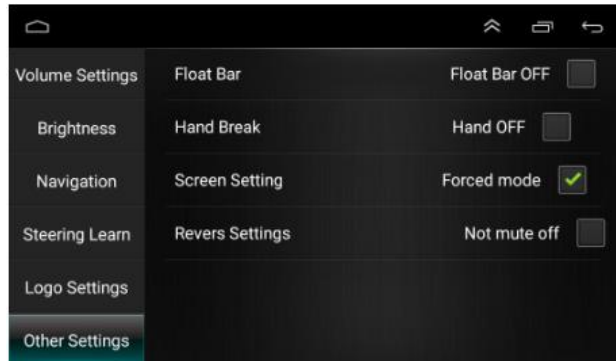 Volume Settings
Float Bar
Float Bar OFF
Brightness
Hand Break
Hand OFF
Navigation
Screen Setting
Forced mode
Steering Learn
Revers Settings
Not mute off
Logo Settings
Other Settings